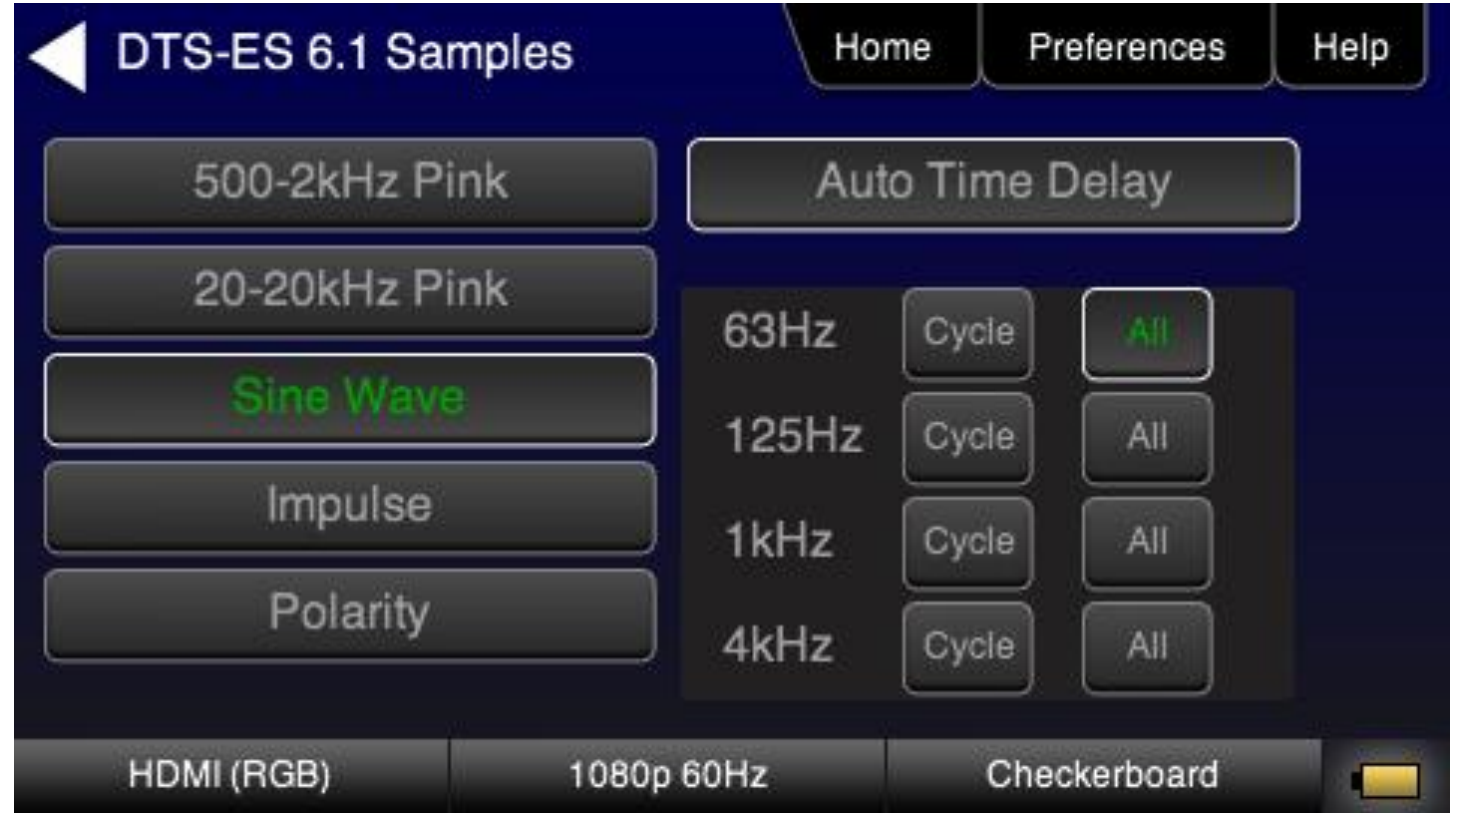 DTS-ES 6.1 Samples
Home
Preferences
Help
500-2kHz Pink
20-20kHz Pink
Sine Wave
Impulse
Polarity
Auto Time Delay
63Hz Cycle All
125Hz Cycle All
1kHz Cycle All
4kHz Cycle All
HDMI (RGB)
1080p 60Hz
Checkerboard